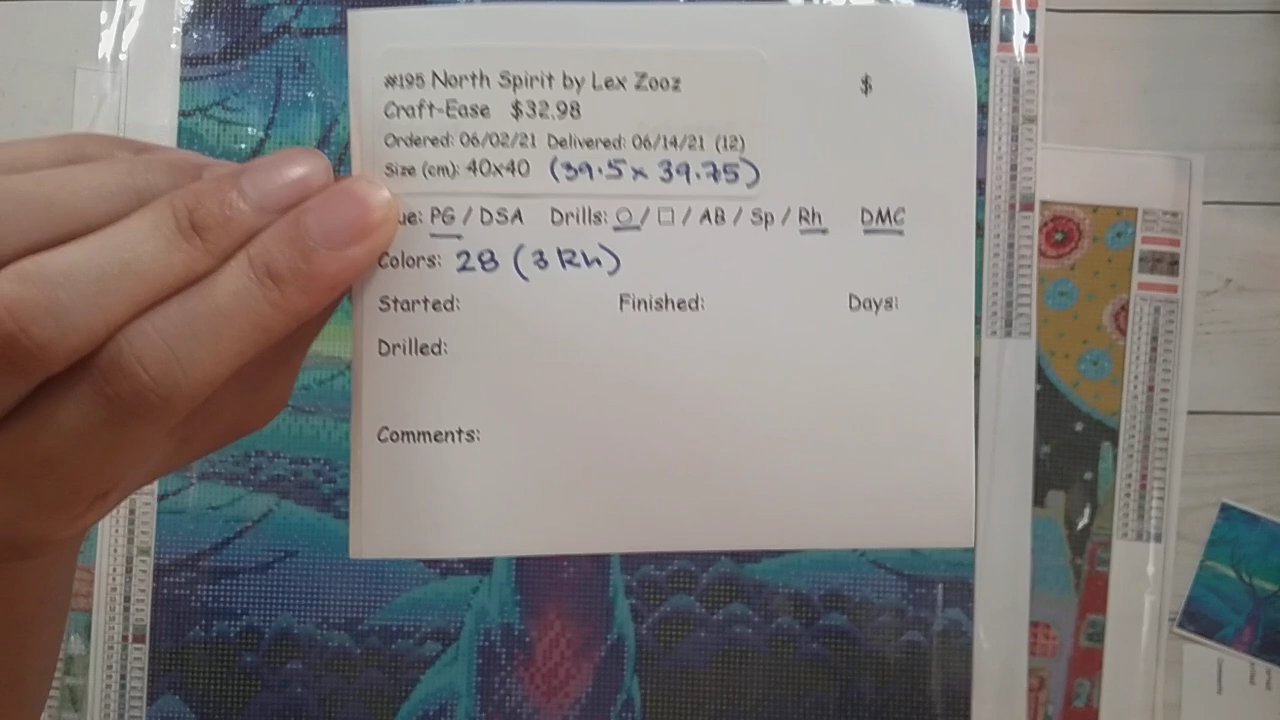 #195 North Spirit by Lex Zooz $
Craft-Ease $32.98
Ordered: 06/02/21 Delivered: 06/14/21 (12)
Size (cm): 40x40 (39.5 x 39.75)
ue: PG / DSA Drills: ○ / □ / AB / Sp / Rh DMC
Colors: 28 (3 Rh)
Started: Finished: Days:
Drilled:
Comments: